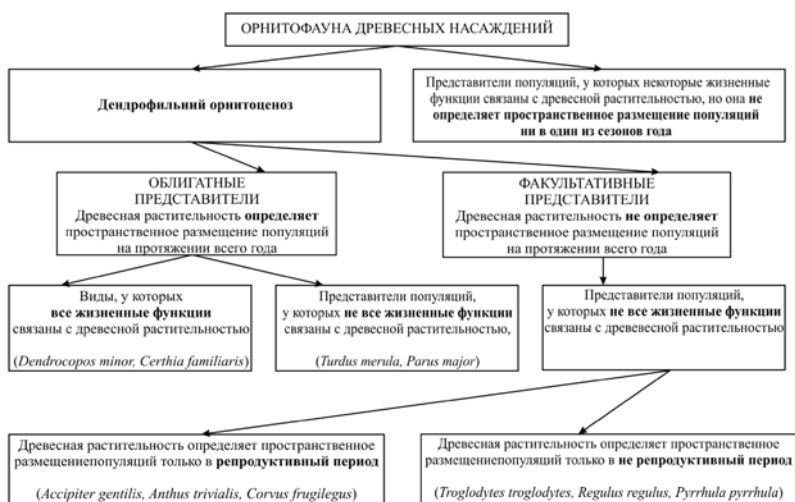 ОРНИТОФАУНА ДРЕВЕСНЫХ НАСАЖДЕНИЙ
Дендрофильний орнитоценоз
Представители популяций, у которых некоторые жизненные
функции связаны с древесной растительностью, но она не
определяет пространственное размещение популяций
ни в один из сезонов года
ОБЛИГАТНЫЕ
ПРЕДСТАВИТЕЛИ
Древесная растительность определяет
пространственное размещение популяций
на протяжении всего года
ФАКУЛЬТАТИВНЫЕ
ПРЕДСТАВИТЕЛИ
Древесная растительность не определяет
пространственное размещение популяций
на протяжении всего года
Виды, у которых
все жизненные функции
связаны с древесной растительностью
(Dendrocopos minor, Certhia familiaris)
Представители популяций,
у которых не все жизненные функции
связаны с древесной растительностью,
(Turdus merula, Parus major)
Представители популяций,
у которых не все жизненные функции
связаны с древевесной растительностью
Древесная растительность определяет пространственное
размещениепопуляций только в репродуктивный период
(Accipiter gentilis, Anthus trivialis, Corvus frugilegus)
Древесная растительность определяет пространственное
размещениепопуляций только в не репродуктивный период
(Troglodytes troglodytes, Regulus regulus, Pyrrhula pyrrhula)